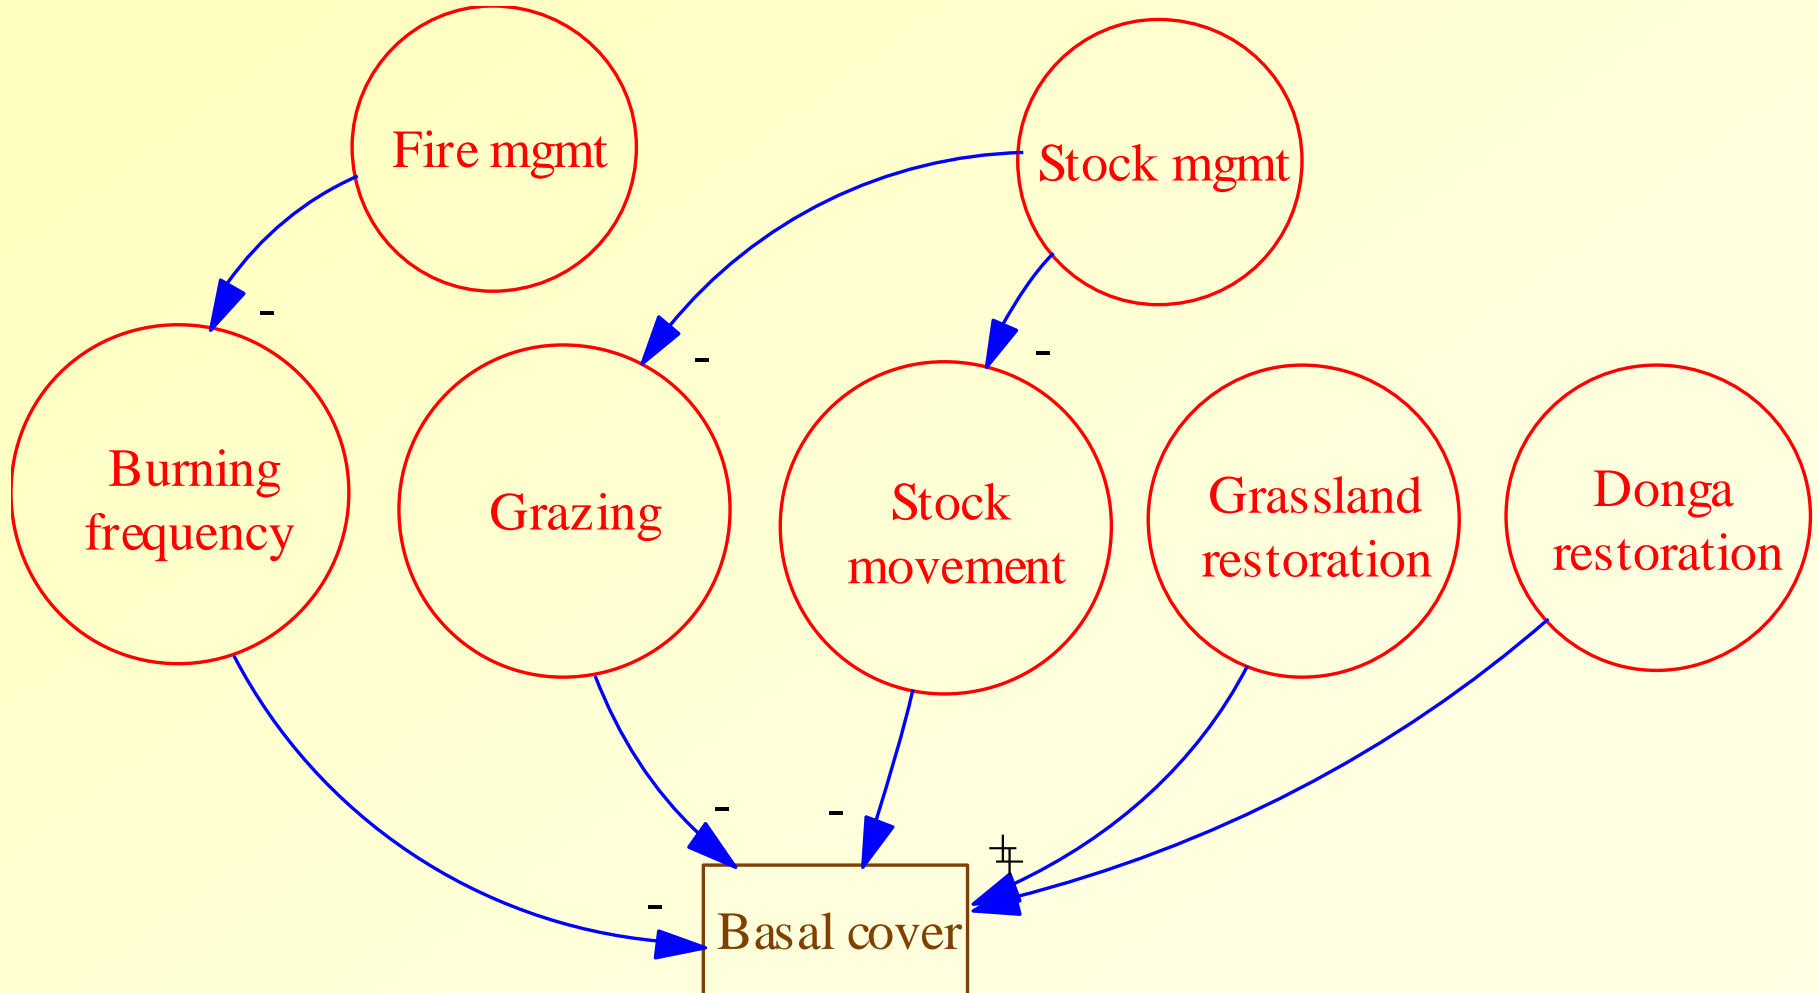 Fire mgmt
Stock mgmt
-
-
-
Burning
frequency
Grazing
Stock
movement
Grassland
restoration
Donga
restoration
-
-
+
+
-
Basal cover